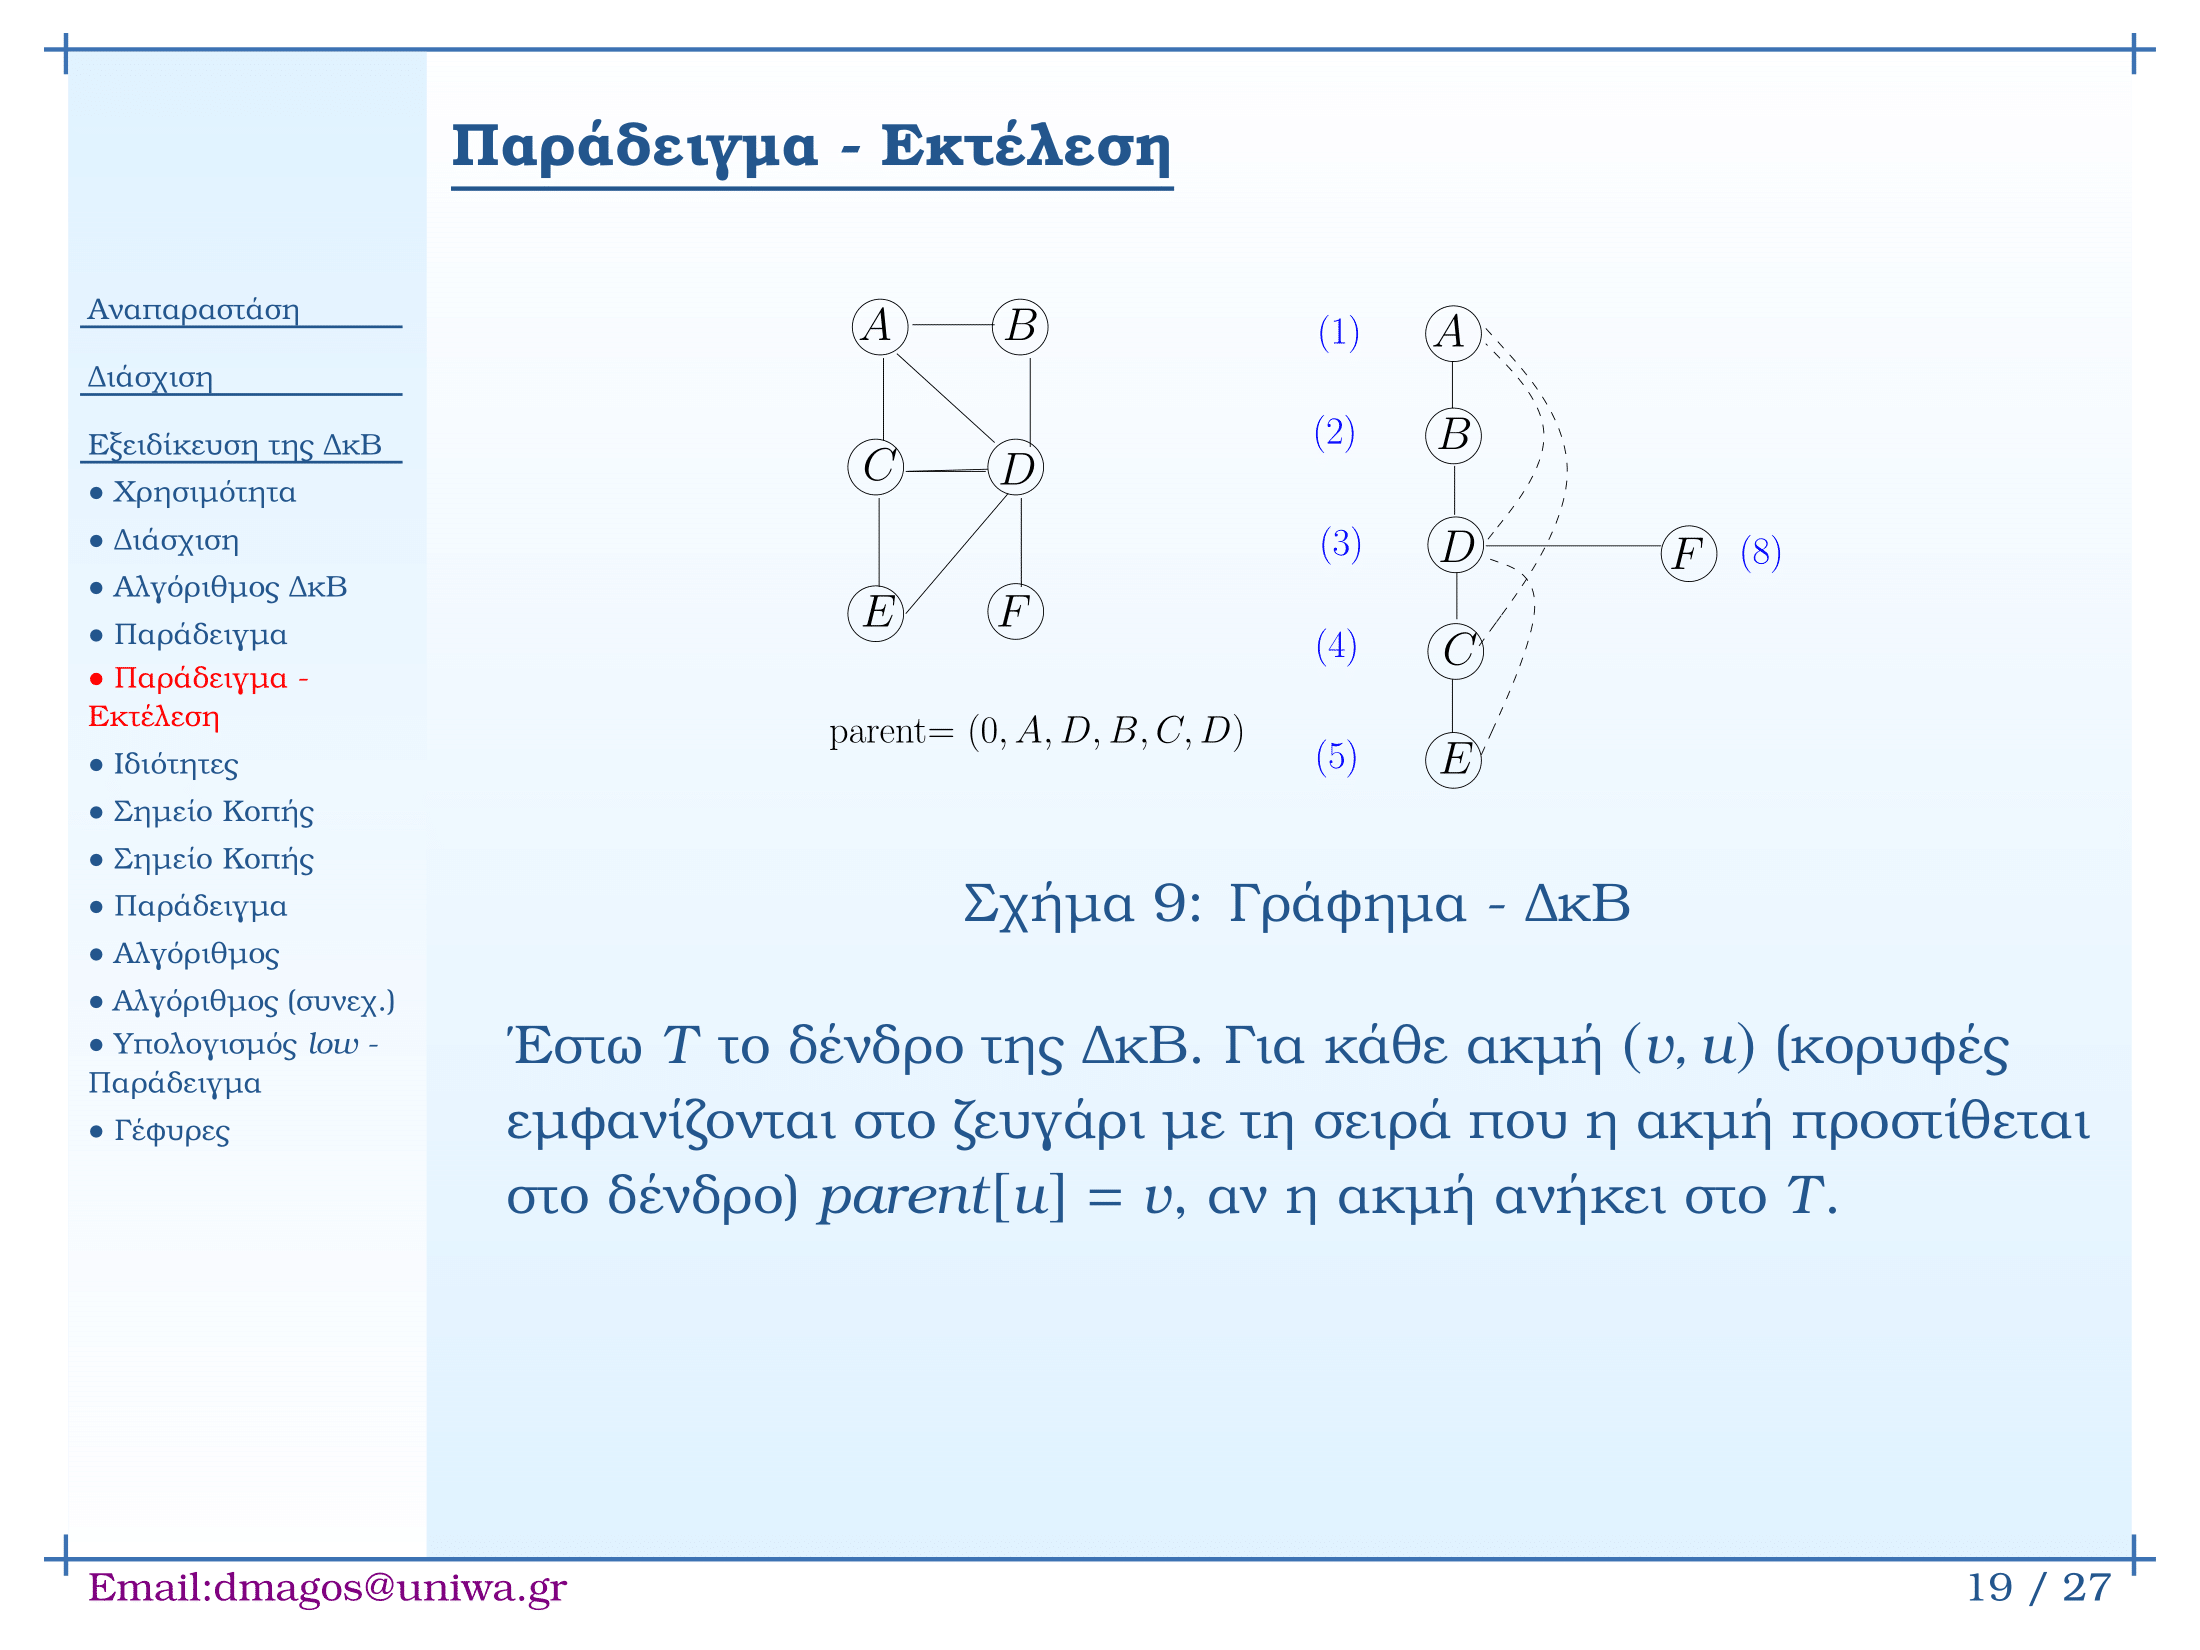 Παράδειγμα - Εκτέλεση
Αναπαραστάση
Διάσχιση
Εξειδίκευση της ΔκΒ
● Χρησιμότητα
● Διάσχιση
● Αλγόριθμος ΔκΒ
● Παράδειγμα
● Παράδειγμα -
Εκτέλεση
● Ιδιότητες
● Σημείο Κοπής
● Σημείο Κοπής
● Παράδειγμα
● Αλγόριθμος
● Αλγόριθμος (συνεχ.)
● Υπολογισμός low -
Παράδειγμα
● Γέφυρες
A B
C D
E F
parent= (0, A, D, B, C, D)
(1) A
(2) B
(3) D F (8)
(4) C
(5) E
Σχήμα 9: Γράφημα - ΔκΒ
Έστω T το δένδρο της ΔκΒ. Για κάθε ακμή (v, u) (κορυφές
εμφανίζονται στο ζευγάρι με τη σειρά που η ακμή προστίθεται
στο δένδρο) parent[u] = v, αν η ακμή ανήκει στο T.
Email:dmagos@uniwa.gr
19 / 27